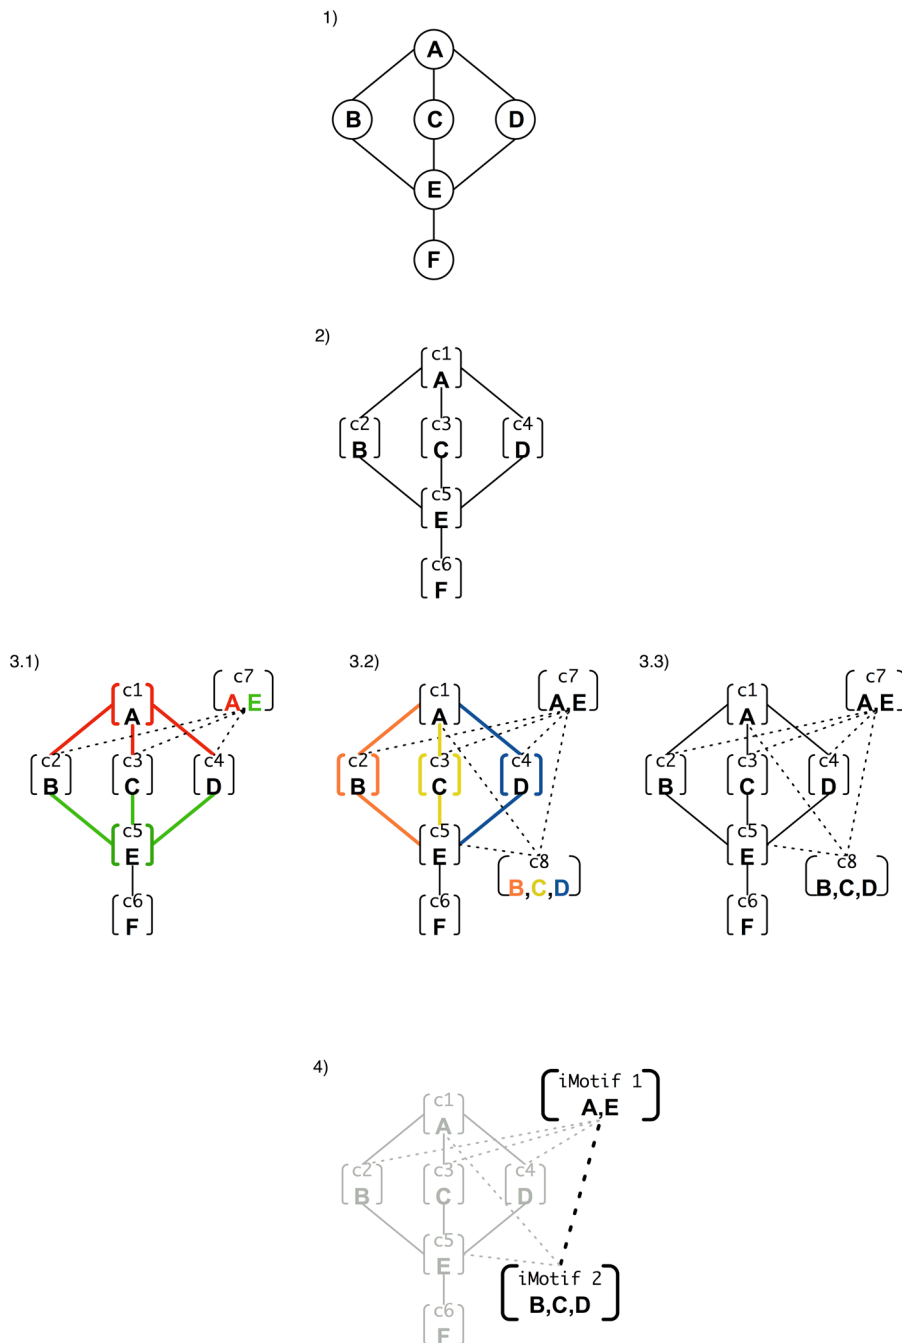 1)
A
B C D
E
F
2)
c1
A
c2 c3 c4
B C D
c5
E
c6
F
3.1)
c7
A,E
c1
A
c2 c3 c4
B C D
c5
E
c6
F
3.2)
c7
A,E
c1
A
c2 c3 c4
B C D
c5
E
c8
B,C,D
c6
F
3.3)
c7
A,E
c1
A
c2 c3 c4
B C D
c5
E
c8
B,C,D
c6
F
4)
iMotif 1
A,E
c1
A
c2 c3 c4
B C D
c5
E
iMotif 2
B,C,D
c6
F